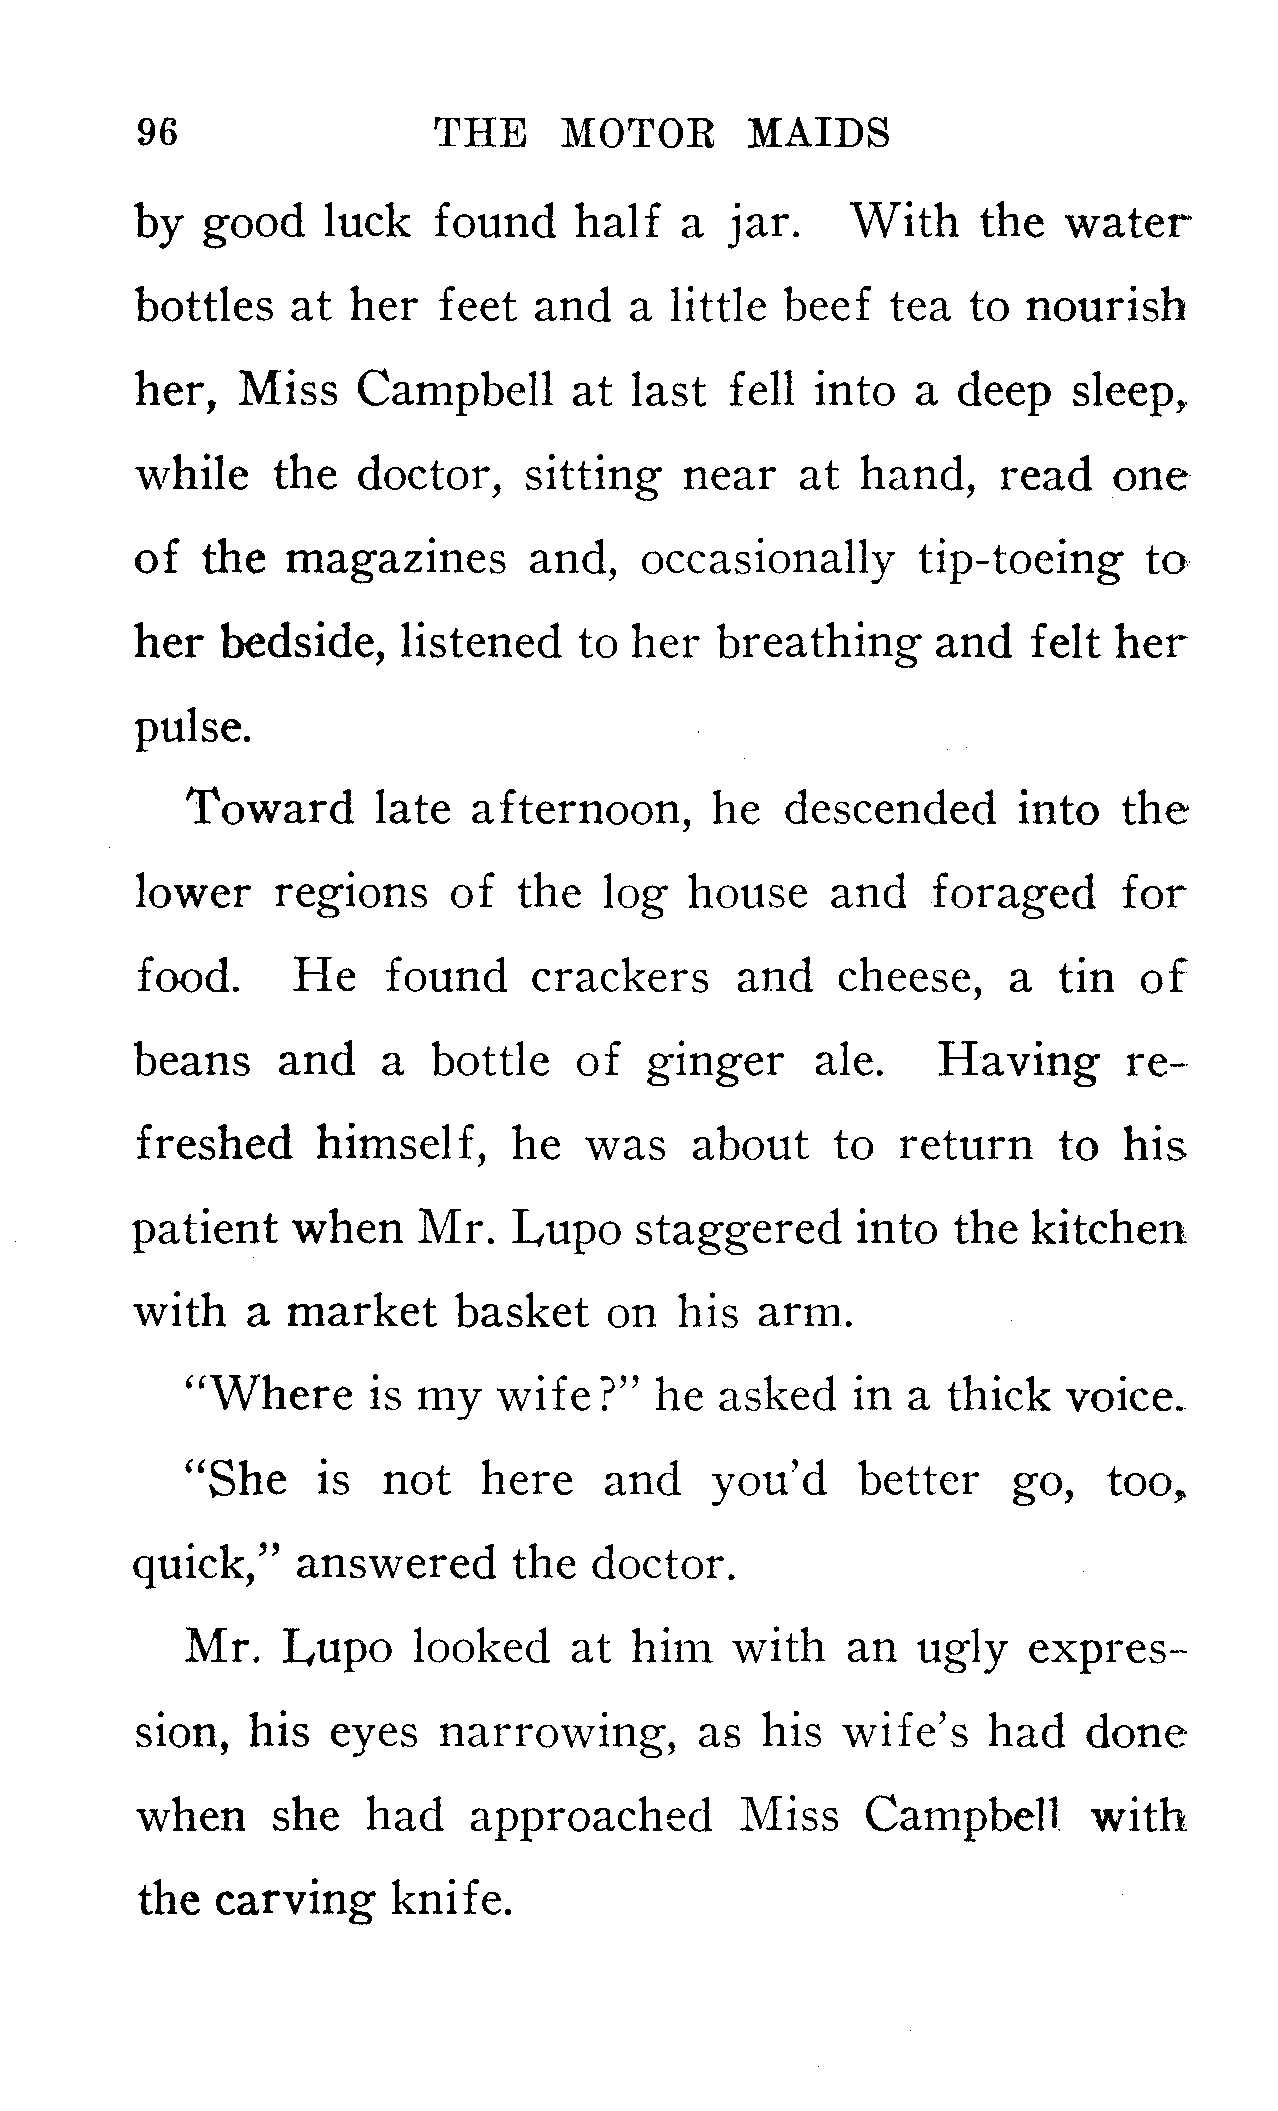 96 THE MOTOR MAIDS
by good luck found half a jar. With the water
bottles at her feet and a little beef tea to nourish
her, Miss Campbell at last fell into a deep sleep,
while the doctor, sitting near at hand, read one
of the magazines and, occasionally tip-toeing to
her bedside, listened to her breathing and felt her
pulse.
Toward late afternoon, he descended into the
lower regions of the log house and foraged for
food. He found crackers and cheese, a tin of
beans and a bottle of ginger ale. Having re-
freshed himself, he was about to return to his
patient when Mr. Lupo staggered into the kitchen
with a market basket on his arm.
“Where is my wife?” he asked in a thick voice.
“She is not here and you’d better go, too,
quick,” answered the doctor.
Mr. Lupo looked at him with an ugly expres-
sion, his eyes narrowing, as his wife’s had done
when she had approached Miss Campbell with
the carving knife.